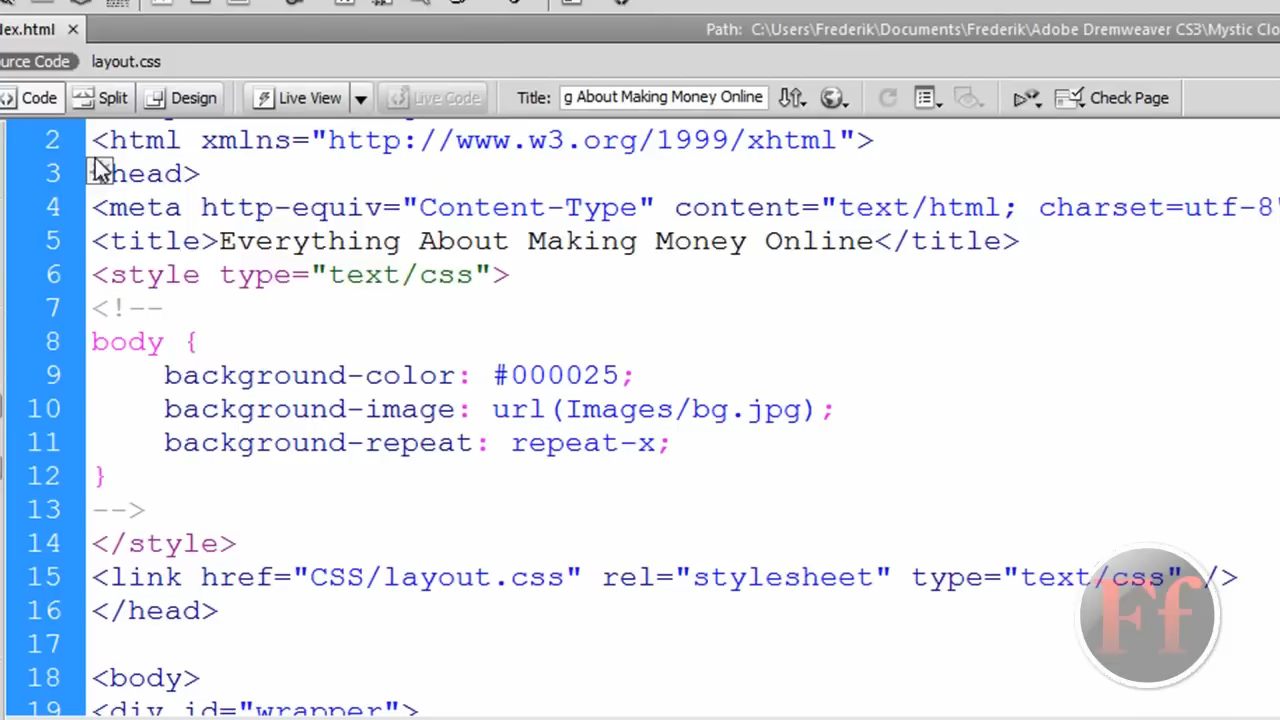 ex.html ×
Path: C:\Users\Frederik\Documents\Frederik\Adobe Dremweaver CS3\Mystic Clo
urce Code layout.css
Code Split Design Live View Live Code Title: g About Making Money Online Check Page
2 <html xmlns="http://www.w3.org/1999/xhtml">
3 <head>
4 <meta http-equiv="Content-Type" content="text/html; charset=utf-8"
5 <title>Everything About Making Money Online</title>
6 <style type="text/css">
7 <!--
8 body {
9 background-color: #000025;
10 background-image: url(Images/bg.jpg);
11 background-repeat: repeat-x;
12 }
13 -->
14 </style>
15 <link href="CSS/layout.css" rel="stylesheet" type="text/css" />
16 </head>
17
18 <body>
19 <div id="wrapper">
Ff